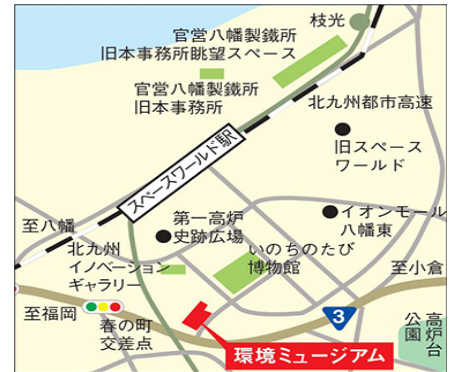 枝光
官営八幡製鐵所
旧本事務所眺望スペース
官営八幡製鐵所
旧本事務所
北九州都市高速
旧スペース
ワールド
スペースワールド駅
第一高炉
史跡広場
イオンモール
八幡東
至八幡
北九州
イノベーション
ギャラリー
いのちのたび
博物館
至小倉
至福岡
春の町
交差点
3
高炉台
公園
環境ミュージアム